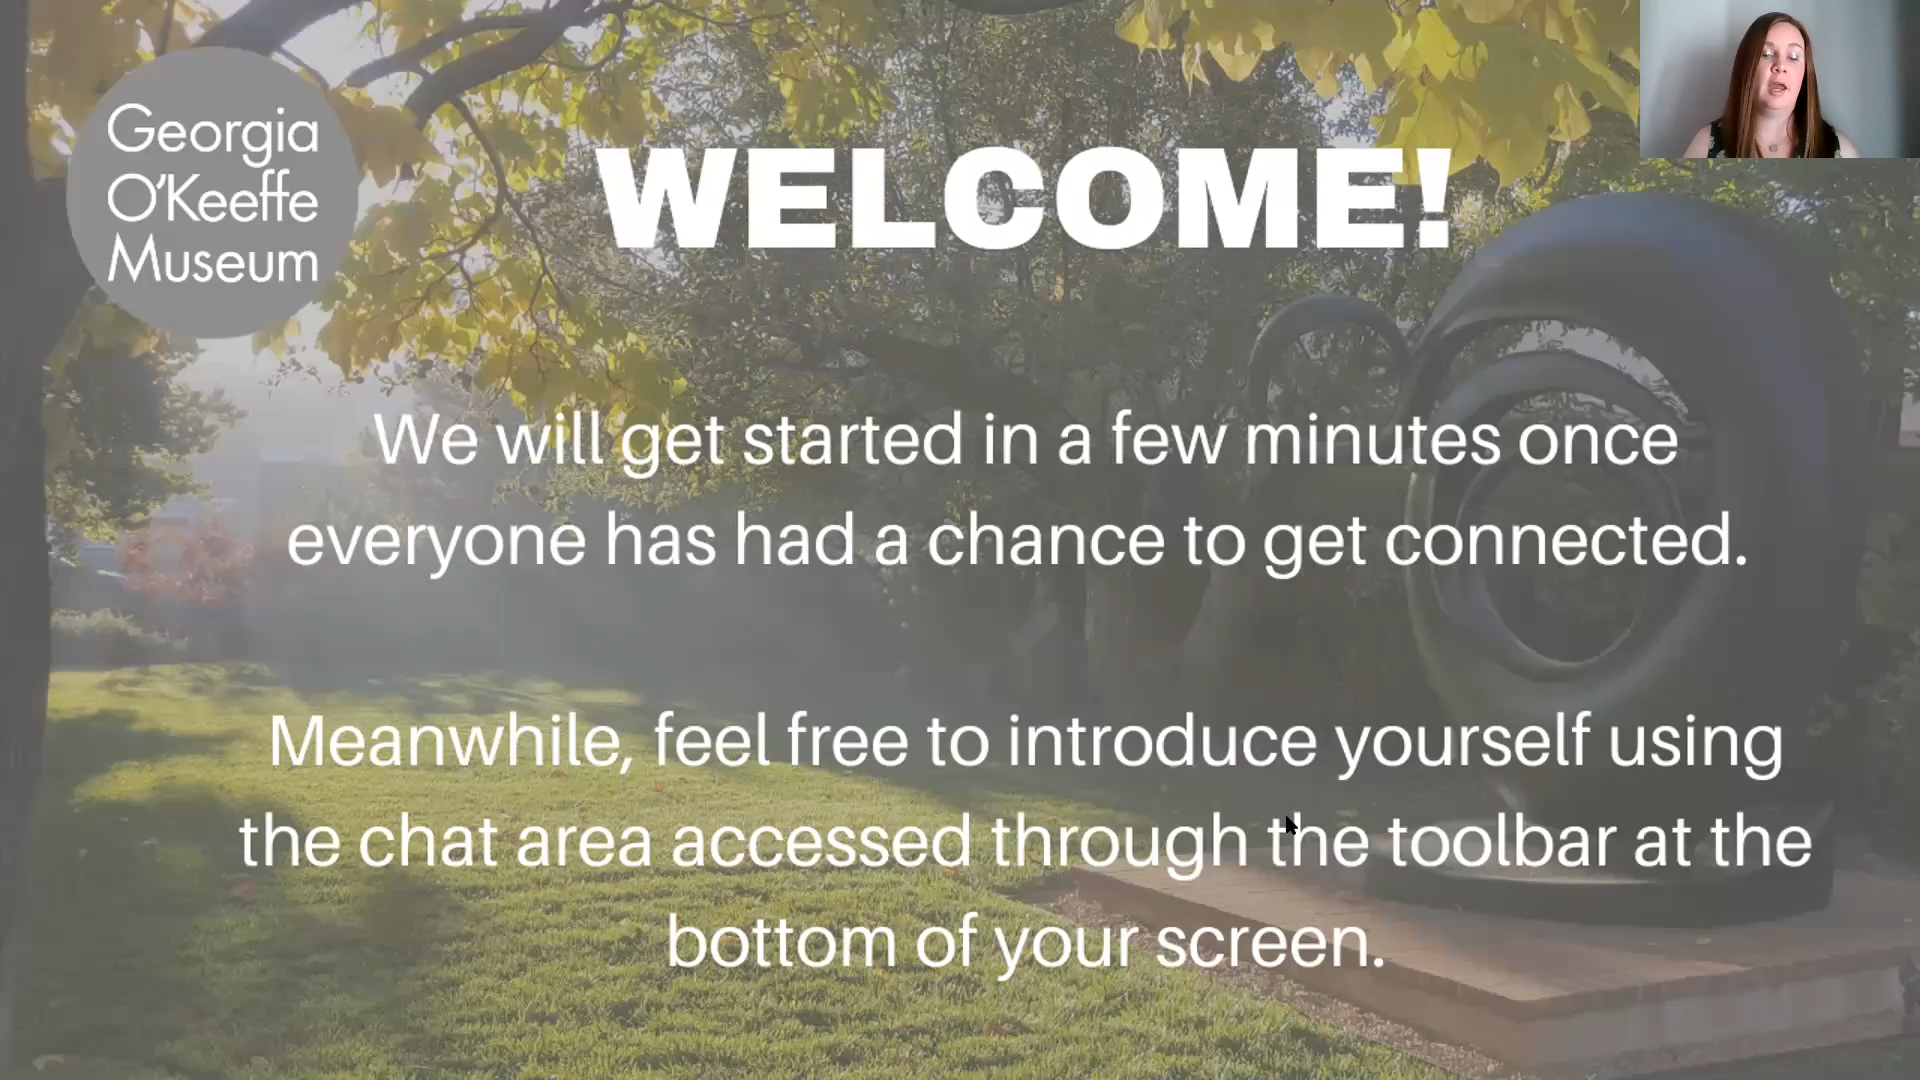 Georgia
O'Keeffe
Museum
WELCOME!
We will get started in a few minutes once
everyone has had a chance to get connected.
Meanwhile, feel free to introduce yourself using
the chat area accessed through the toolbar at the
bottom of your screen.